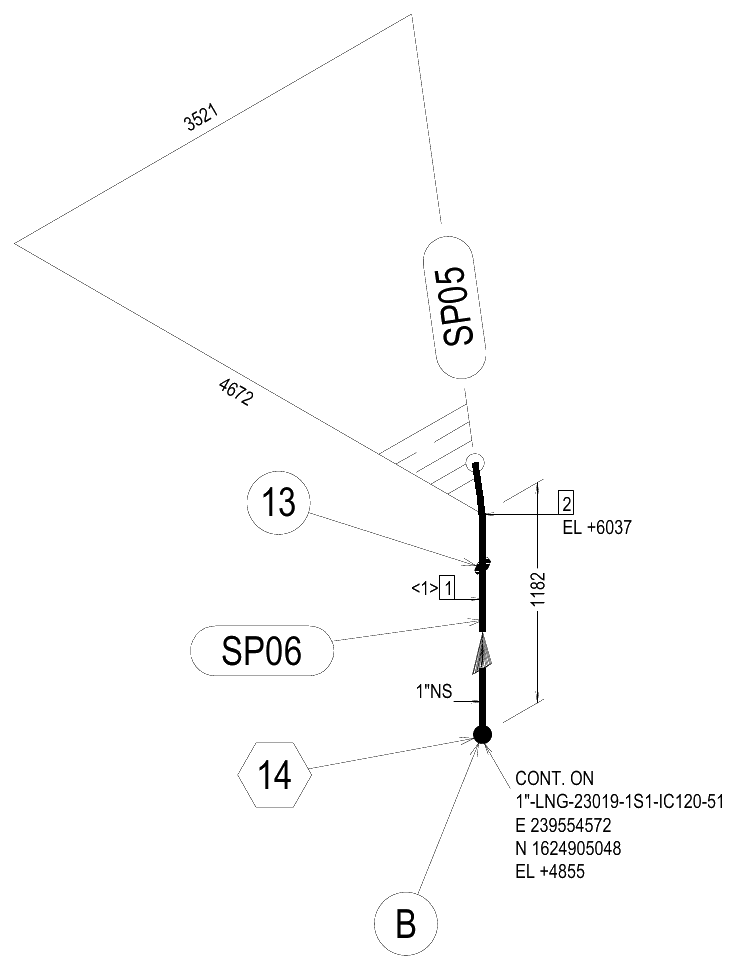 3521
SP05
4672
13
2
EL +6037
<1> 1
1182
SP06
1"NS
14
CONT. ON
1"-LNG-23019-1S1-IC120-51
E 239554572
N 1624905048
EL +4855
B